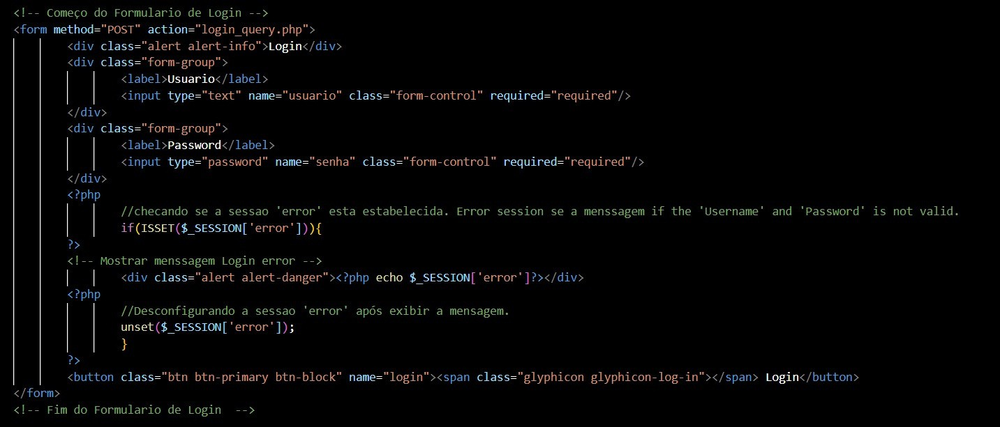 <!-- Começo do Formulario de Login -->
<form method="POST" action="login_query.php">
<div class="alert alert-info">Login</div>
<div class="form-group">
<label>Usuario</label>
<input type="text" name="usuario" class="form-control" required="required"/>
</div>
<div class="form-group">
<label>Password</label>
<input type="password" name="senha" class="form-control" required="required"/>
</div>
<?php
//checando se a sessao 'error' esta estabelecida. Error session se a menssagem if the 'Username' and 'Password' is not valid.
if(ISSET($_SESSION['error'])){
?>
<!-- Mostrar menssagem Login error -->
<div class="alert alert-danger"><?php echo $_SESSION['error']?></div>
<?php
//Desconfigurando a sessao 'error' após exibir a mensagem.
unset($_SESSION['error']);
}
?>
<button class="btn btn-primary btn-block" name="login"><span class="glyphicon glyphicon-log-in"></span> Login</button>
</form>
<!-- Fim do Formulario de Login  -->